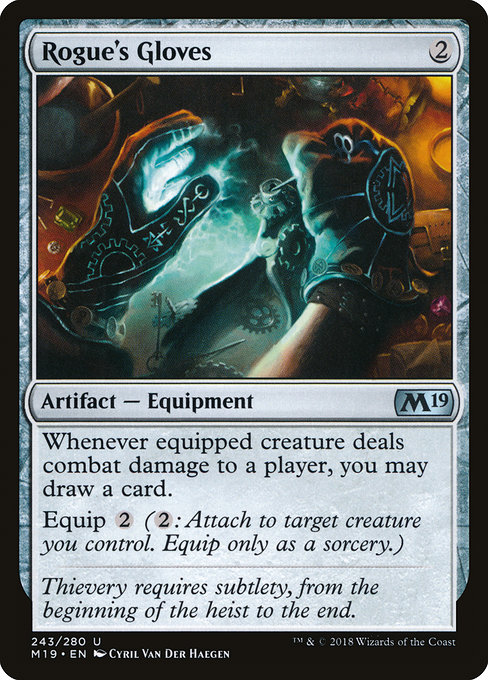 Rogue's Gloves 2
Artifact — Equipment M19
Whenever equipped creature deals
combat damage to a player, you may
draw a card.
Equip 2 (2: Attach to target creature
you control. Equip only as a sorcery.)
Thievery requires subtlety, from the
beginning of the heist to the end.
243/280 U ™ & © 2018 Wizards of the Coast
M19 • EN Cyril Van Der Haegen